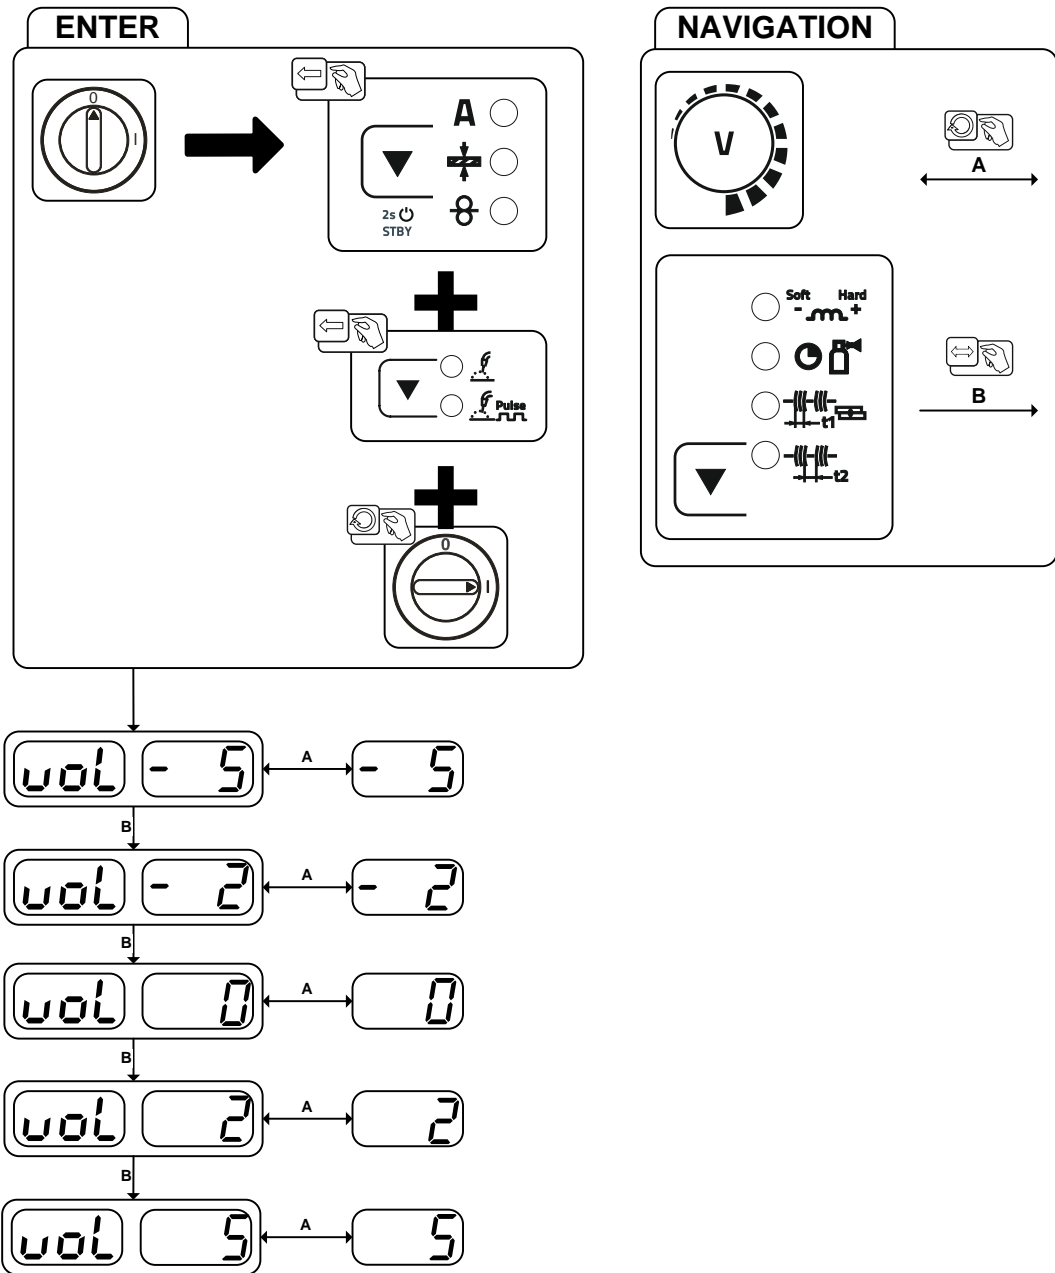 ENTER
0
I
A
2s
STBY
Pulse
0
I
NAVIGATION
V
A
Soft Hard
- +
t1
t2
B
voL - 5 A - 5
B
voL - 2 A - 2
B
voL 0 A 0
B
voL 2 A 2
B
voL 5 A 5